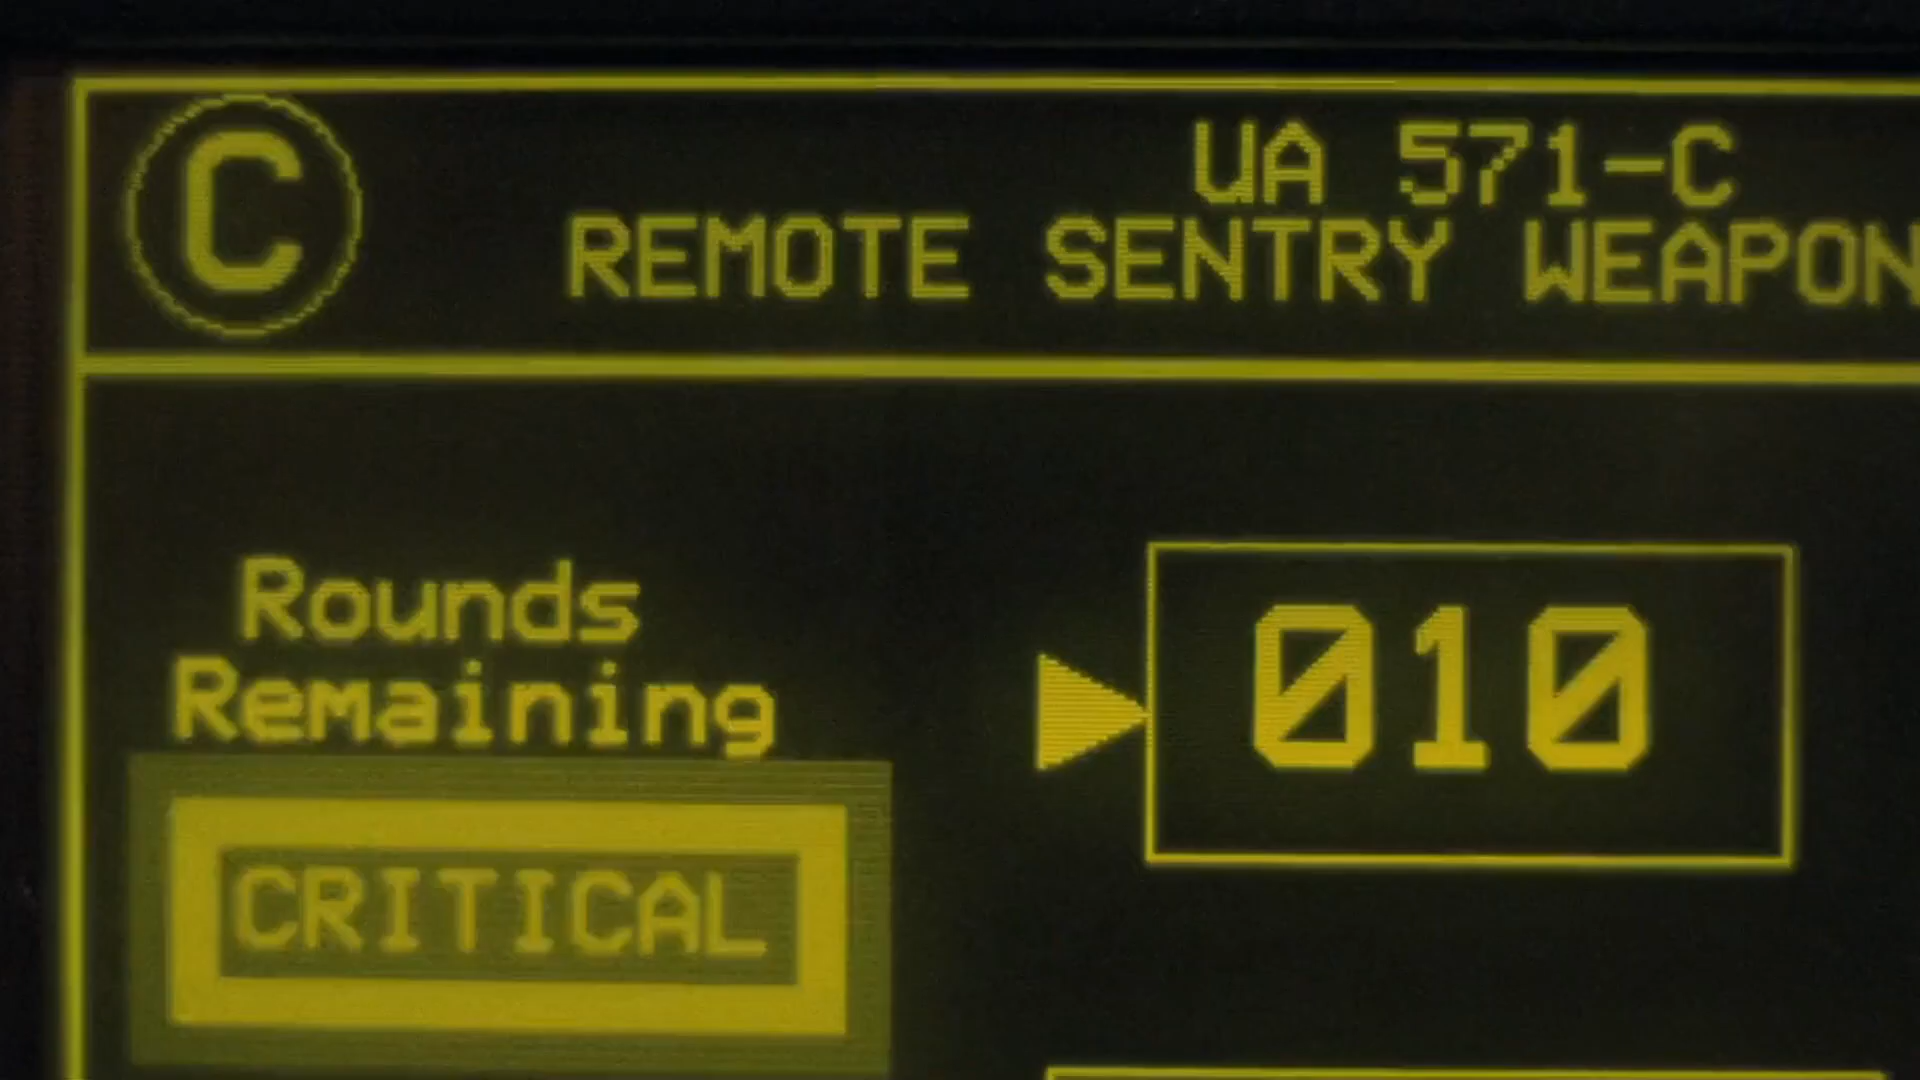 C
UA 571-C
REMOTE SENTRY WEAPON
Rounds
Remaining
010
CRITICAL